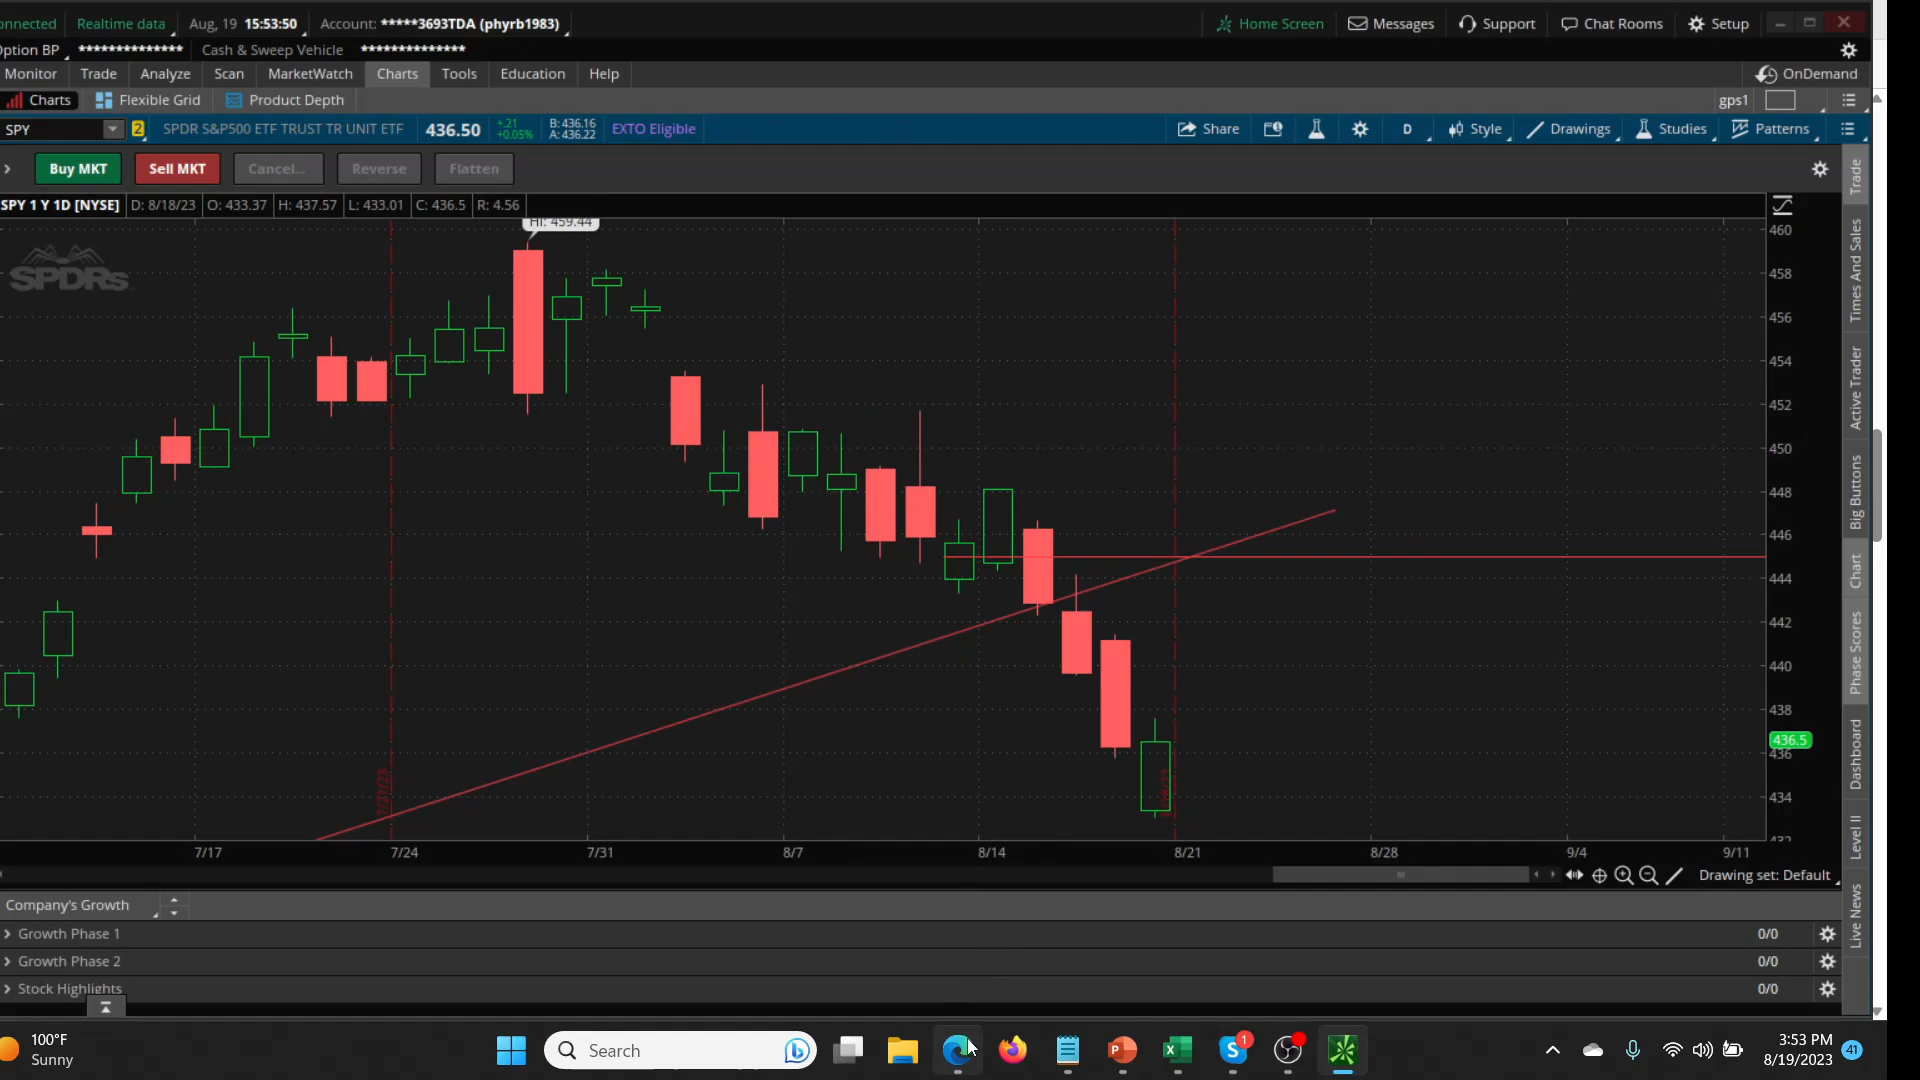 onnected Realtime data Aug, 19 15:53:50 Account: *****3693TDA (phyrb1983) Home Screen Messages Support Chat Rooms Setup
Option BP ************** Cash & Sweep Vehicle **************
Monitor Trade Analyze Scan MarketWatch Charts Tools Education Help OnDemand
Charts Flexible Grid Product Depth gps1
SPY 2 SPDR S&P500 ETF TRUST TR UNIT ETF 436.50 +.21 +0.05% B: 436.16 A: 436.22 EXTO Eligible Share D Style Drawings Studies Patterns
Buy MKT Sell MKT Cancel... Reverse Flatten
SPY 1 Y 1D [NYSE] D: 8/18/23 O: 433.37 H: 437.57 L: 433.01 C: 436.5 R: 4.56
Hi: 459.44
SPDRs
460
458
456
454
452
450
448
446
444
442
440
438
436.5
436
434
432
7/17 7/24 7/31 8/7 8/14 8/21 8/28 9/4 9/11
Drawing set: Default
Trade
Times And Sales
Active Trader
Big Buttons
Chart
Phase Scores
Dashboard
Level II
Live News
Company's Growth
Growth Phase 1 0/0
Growth Phase 2 0/0
Stock Highlights 0/0
100°F
Sunny
Search
1
3:53 PM
8/19/2023
41